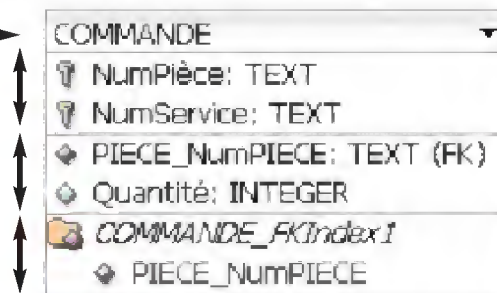 COMMANDE
NumPièce: TEXT
NumService: TEXT
PIECE_NumPIECE: TEXT (FK)
Quantité: INTEGER
COMMANDE_FKIndex1
PIECE_NumPIECE